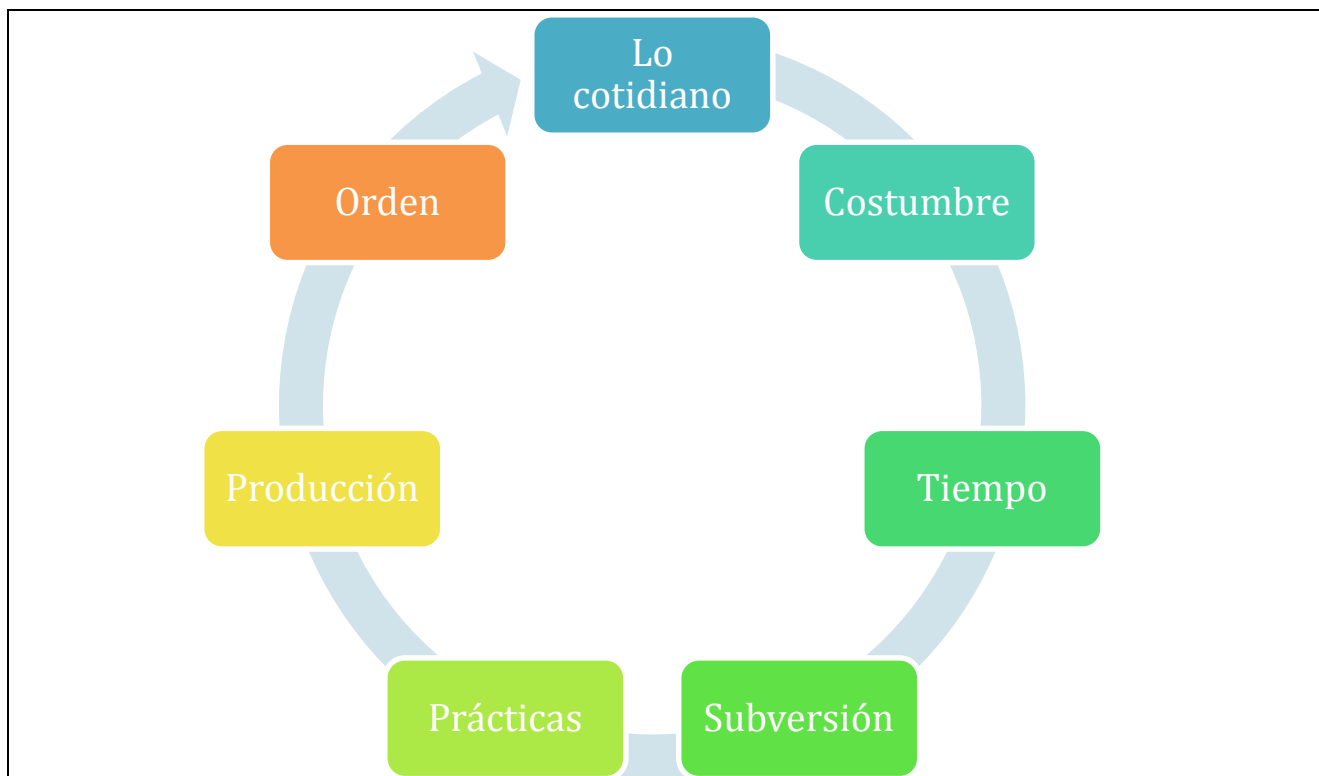 Lo
cotidiano
Costumbre
Tiempo
Subversión
Prácticas
Producción
Orden